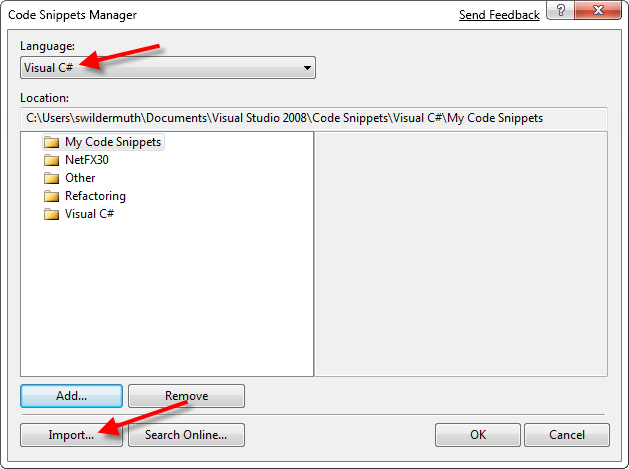 Code Snippets Manager
Send Feedback
?
Language:
Visual C#
Location:
C:\Users\swildermuth\Documents\Visual Studio 2008\Code Snippets\Visual C#\My Code Snippets
My Code Snippets
NetFX30
Other
Refactoring
Visual C#
Add...
Remove
Import...
Search Online...
OK
Cancel